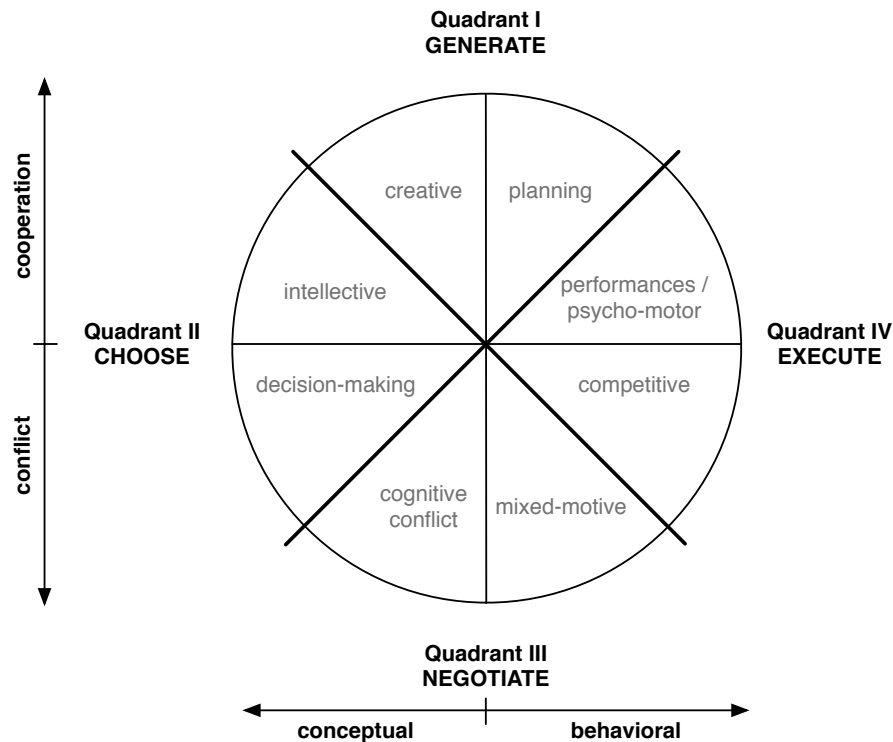 Quadrant I
GENERATE
cooperation
conflict
creative
planning
intellective
performances /
psycho-motor
Quadrant II
CHOOSE
Quadrant IV
EXECUTE
decision-making
competitive
cognitive
conflict
mixed-motive
Quadrant III
NEGOTIATE
conceptual
behavioral